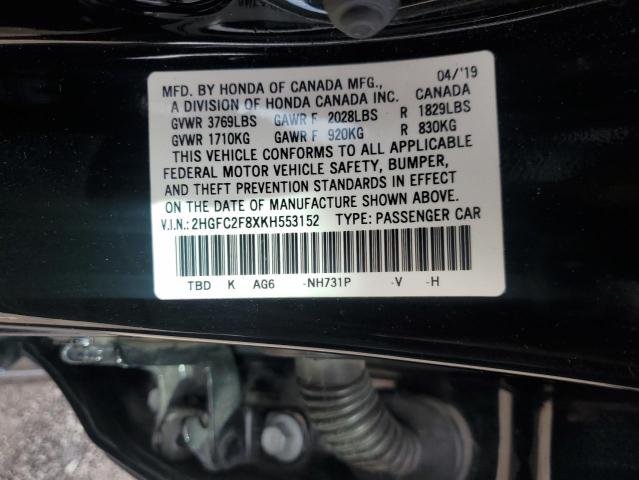 MFD. BY HONDA OF CANADA MFG., 04/'19
A DIVISION OF HONDA CANADA INC. CANADA
GVWR 3769LBS GAWR F 2028LBS R 1829LBS
GVWR 1710KG GAWR F 920KG R 830KG
THIS VEHICLE CONFORMS TO ALL APPLICABLE
FEDERAL MOTOR VEHICLE SAFETY, BUMPER,
AND THEFT PREVENTION STANDARDS IN EFFECT
ON THE DATE OF MANUFACTURE SHOWN ABOVE.
V.I.N.: 2HGFC2F8XKH553152 TYPE: PASSENGER CAR
TBD K AG6 -NH731P -V -H